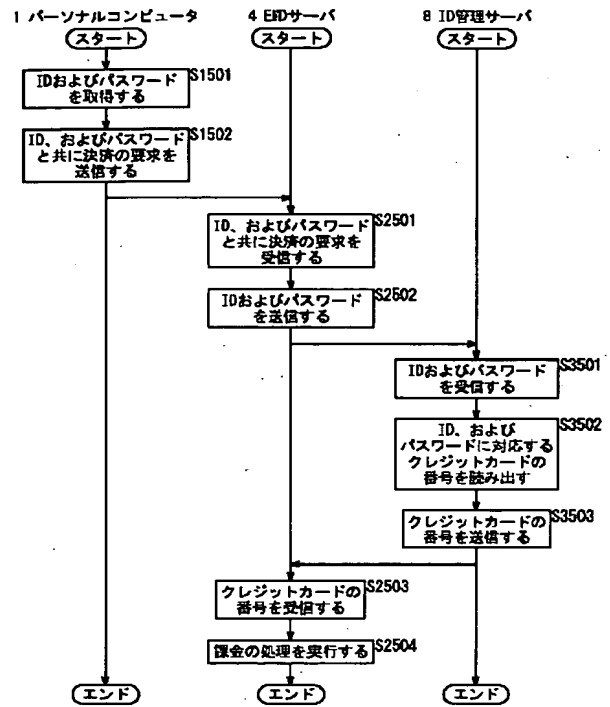 1 パーソナルコンピュータ
4 EMDサーバ
8 ID管理サーバ
スタート
スタート
スタート
IDおよびパスワード
を取得する
S1501
ID、およびパスワード
と共に決済の要求を
送信する
S1502
ID、およびパスワード
と共に決済の要求を
受信する
S2501
IDおよびパスワード
を送信する
S2502
IDおよびパスワード
を受信する
S3501
ID、および
パスワードに対応する
クレジットカードの
番号を読み出す
S3502
クレジットカードの
番号を送信する
S3503
クレジットカードの
番号を受信する
S2503
課金の処理を実行する
S2504
エンド
エンド
エンド